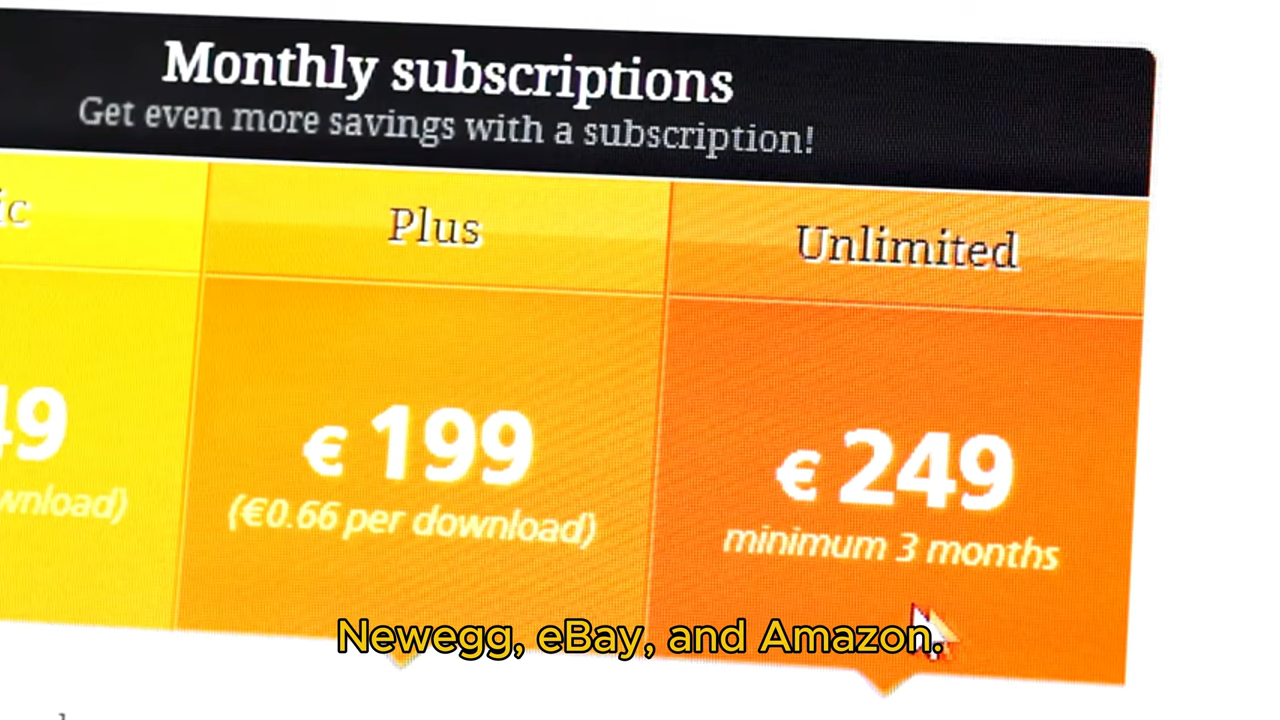 Monthly subscriptions
Get even more savings with a subscription!
Plus
Unlimited
€ 199
€ 249
(€0.66 per download)
minimum 3 months
Newegg, eBay, and Amazon.